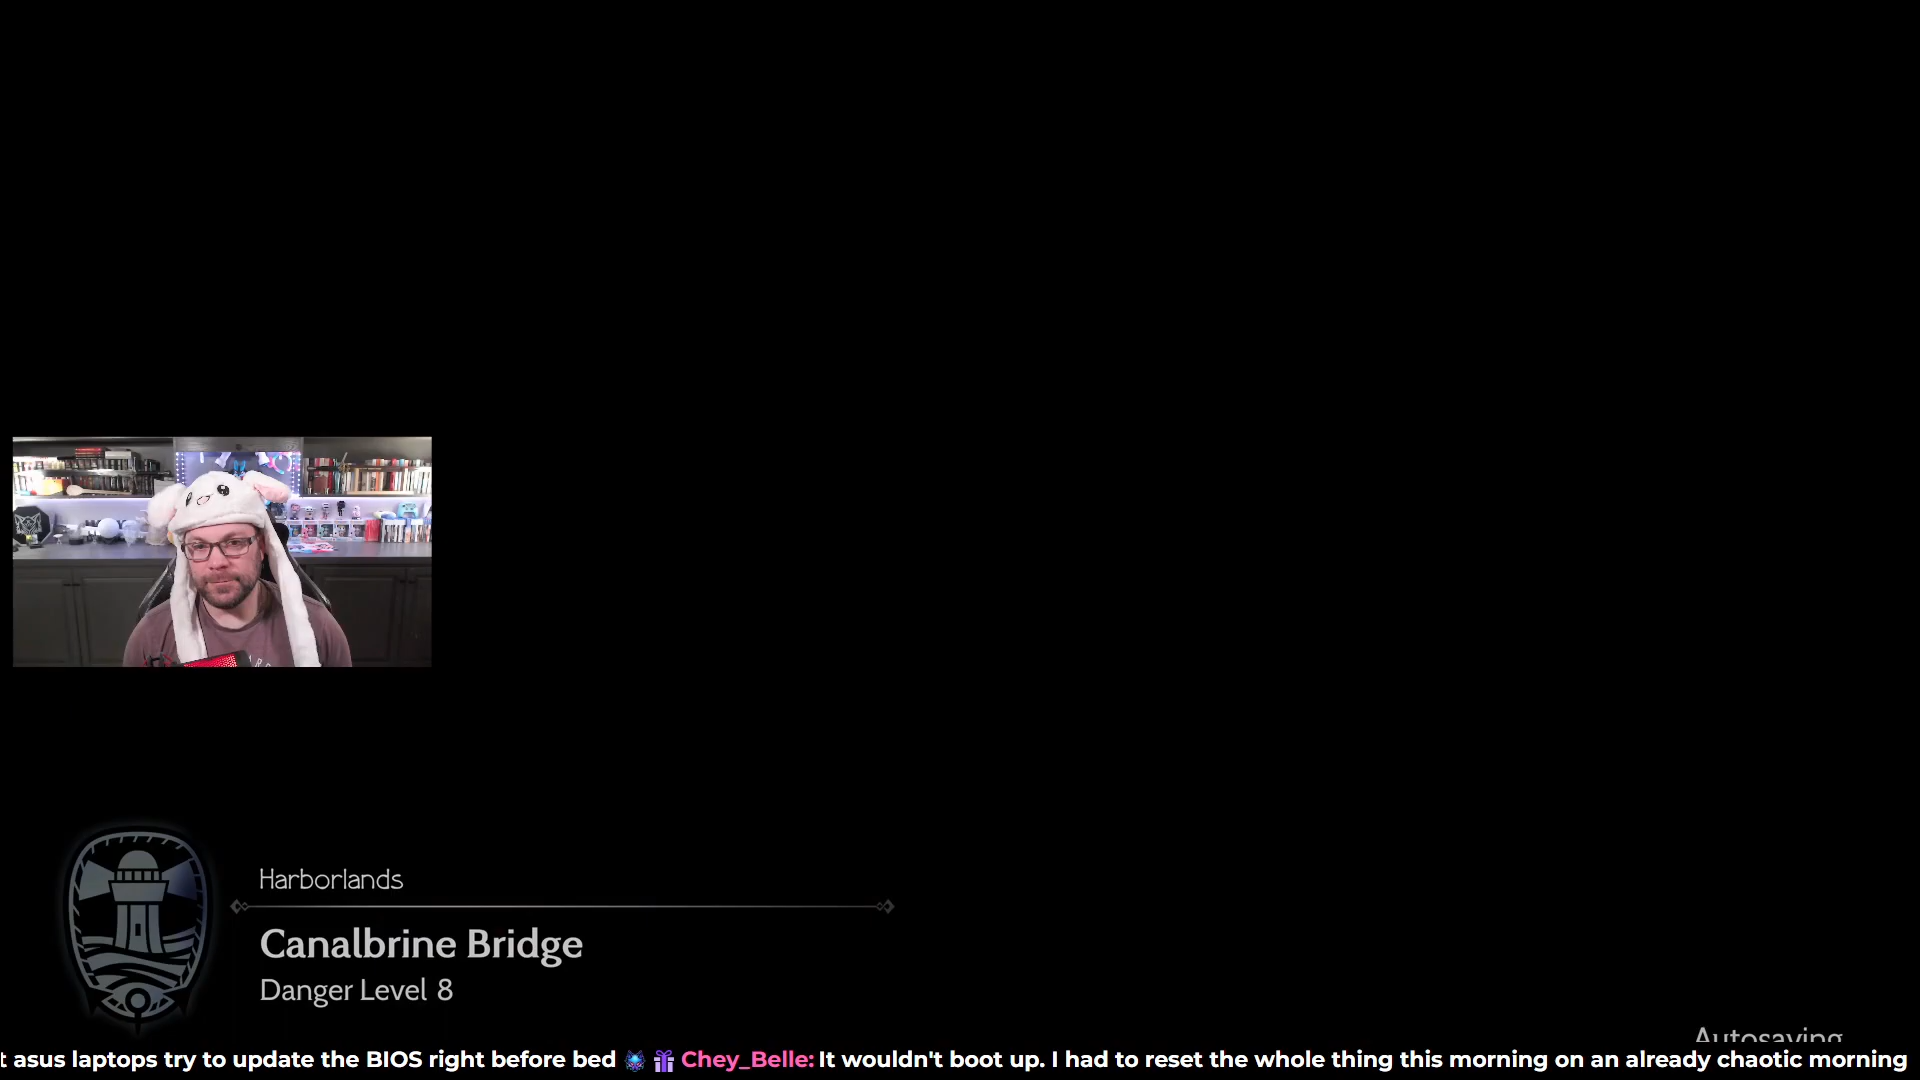 Harborlands
Canalbrine Bridge
Danger Level 8
Autosaving
t asus laptops try to update the BIOS right before bed Chey_Belle: It wouldn't boot up. I had to reset the whole thing this morning on an already chaotic morning